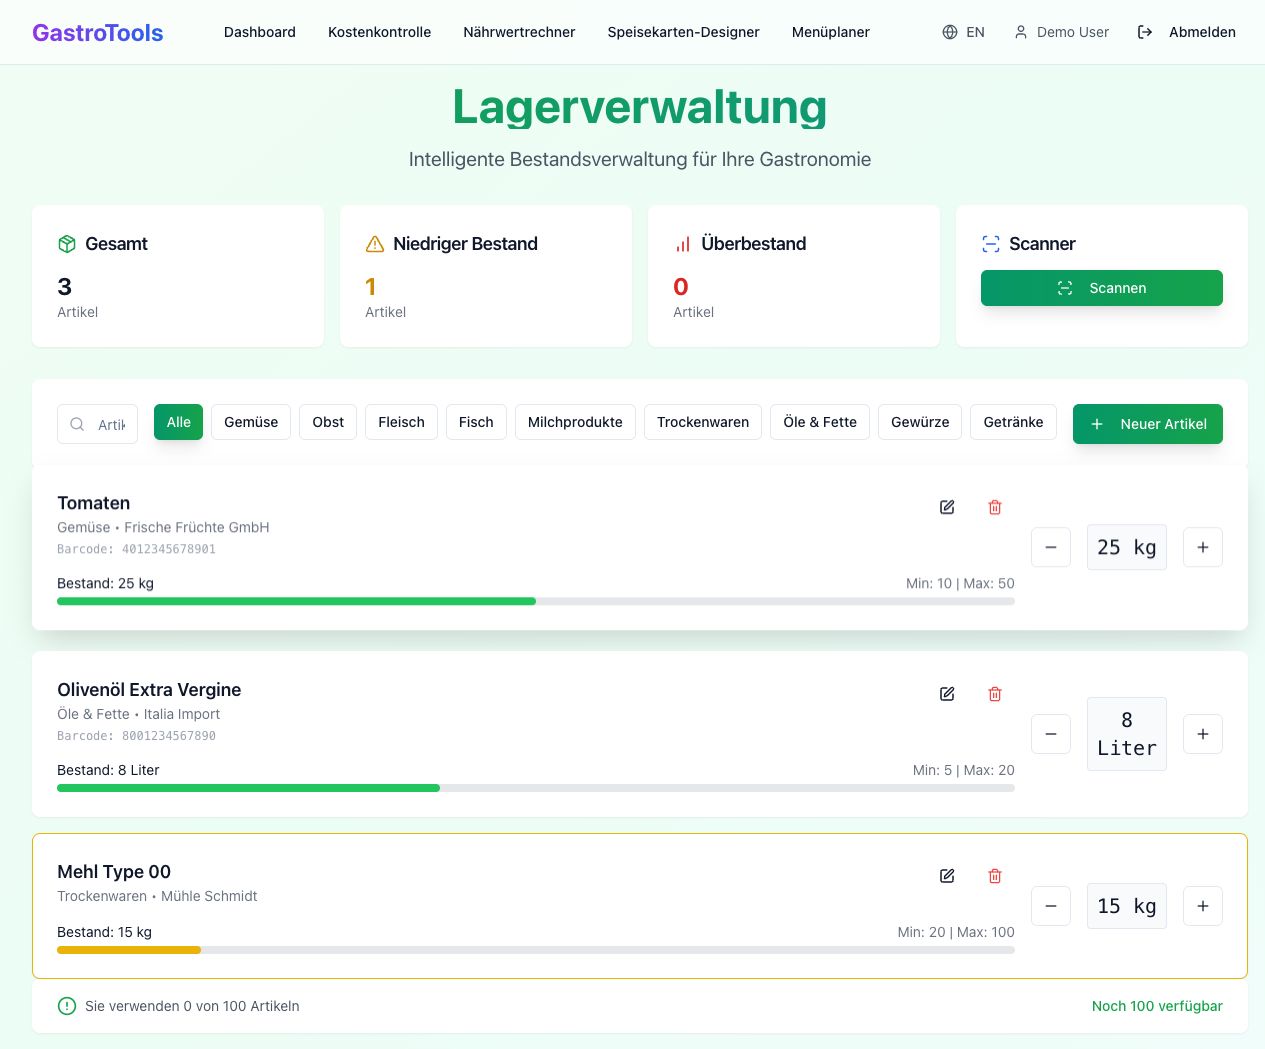 GastroTools
Dashboard
Kostenkontrolle
Nährwertrechner
Speisekarten-Designer
Menüplaner
EN
Demo User
Abmelden
Lagerverwaltung
Intelligente Bestandsverwaltung für Ihre Gastronomie
Gesamt
3
Artikel
Niedriger Bestand
1
Artikel
Überbestand
0
Artikel
Scanner
Scannen
Artik
Alle
Gemüse
Obst
Fleisch
Fisch
Milchprodukte
Trockenwaren
Öle & Fette
Gewürze
Getränke
Neuer Artikel
Tomaten
Gemüse • Frische Früchte GmbH
Barcode: 4012345678901
Bestand: 25 kg
Min: 10 | Max: 50
25 kg
Olivenöl Extra Vergine
Öle & Fette • Italia Import
Barcode: 8001234567890
Bestand: 8 Liter
Min: 5 | Max: 20
8
Liter
Mehl Type 00
Trockenwaren • Mühle Schmidt
Bestand: 15 kg
Min: 20 | Max: 100
15 kg
Sie verwenden 0 von 100 Artikeln
Noch 100 verfügbar